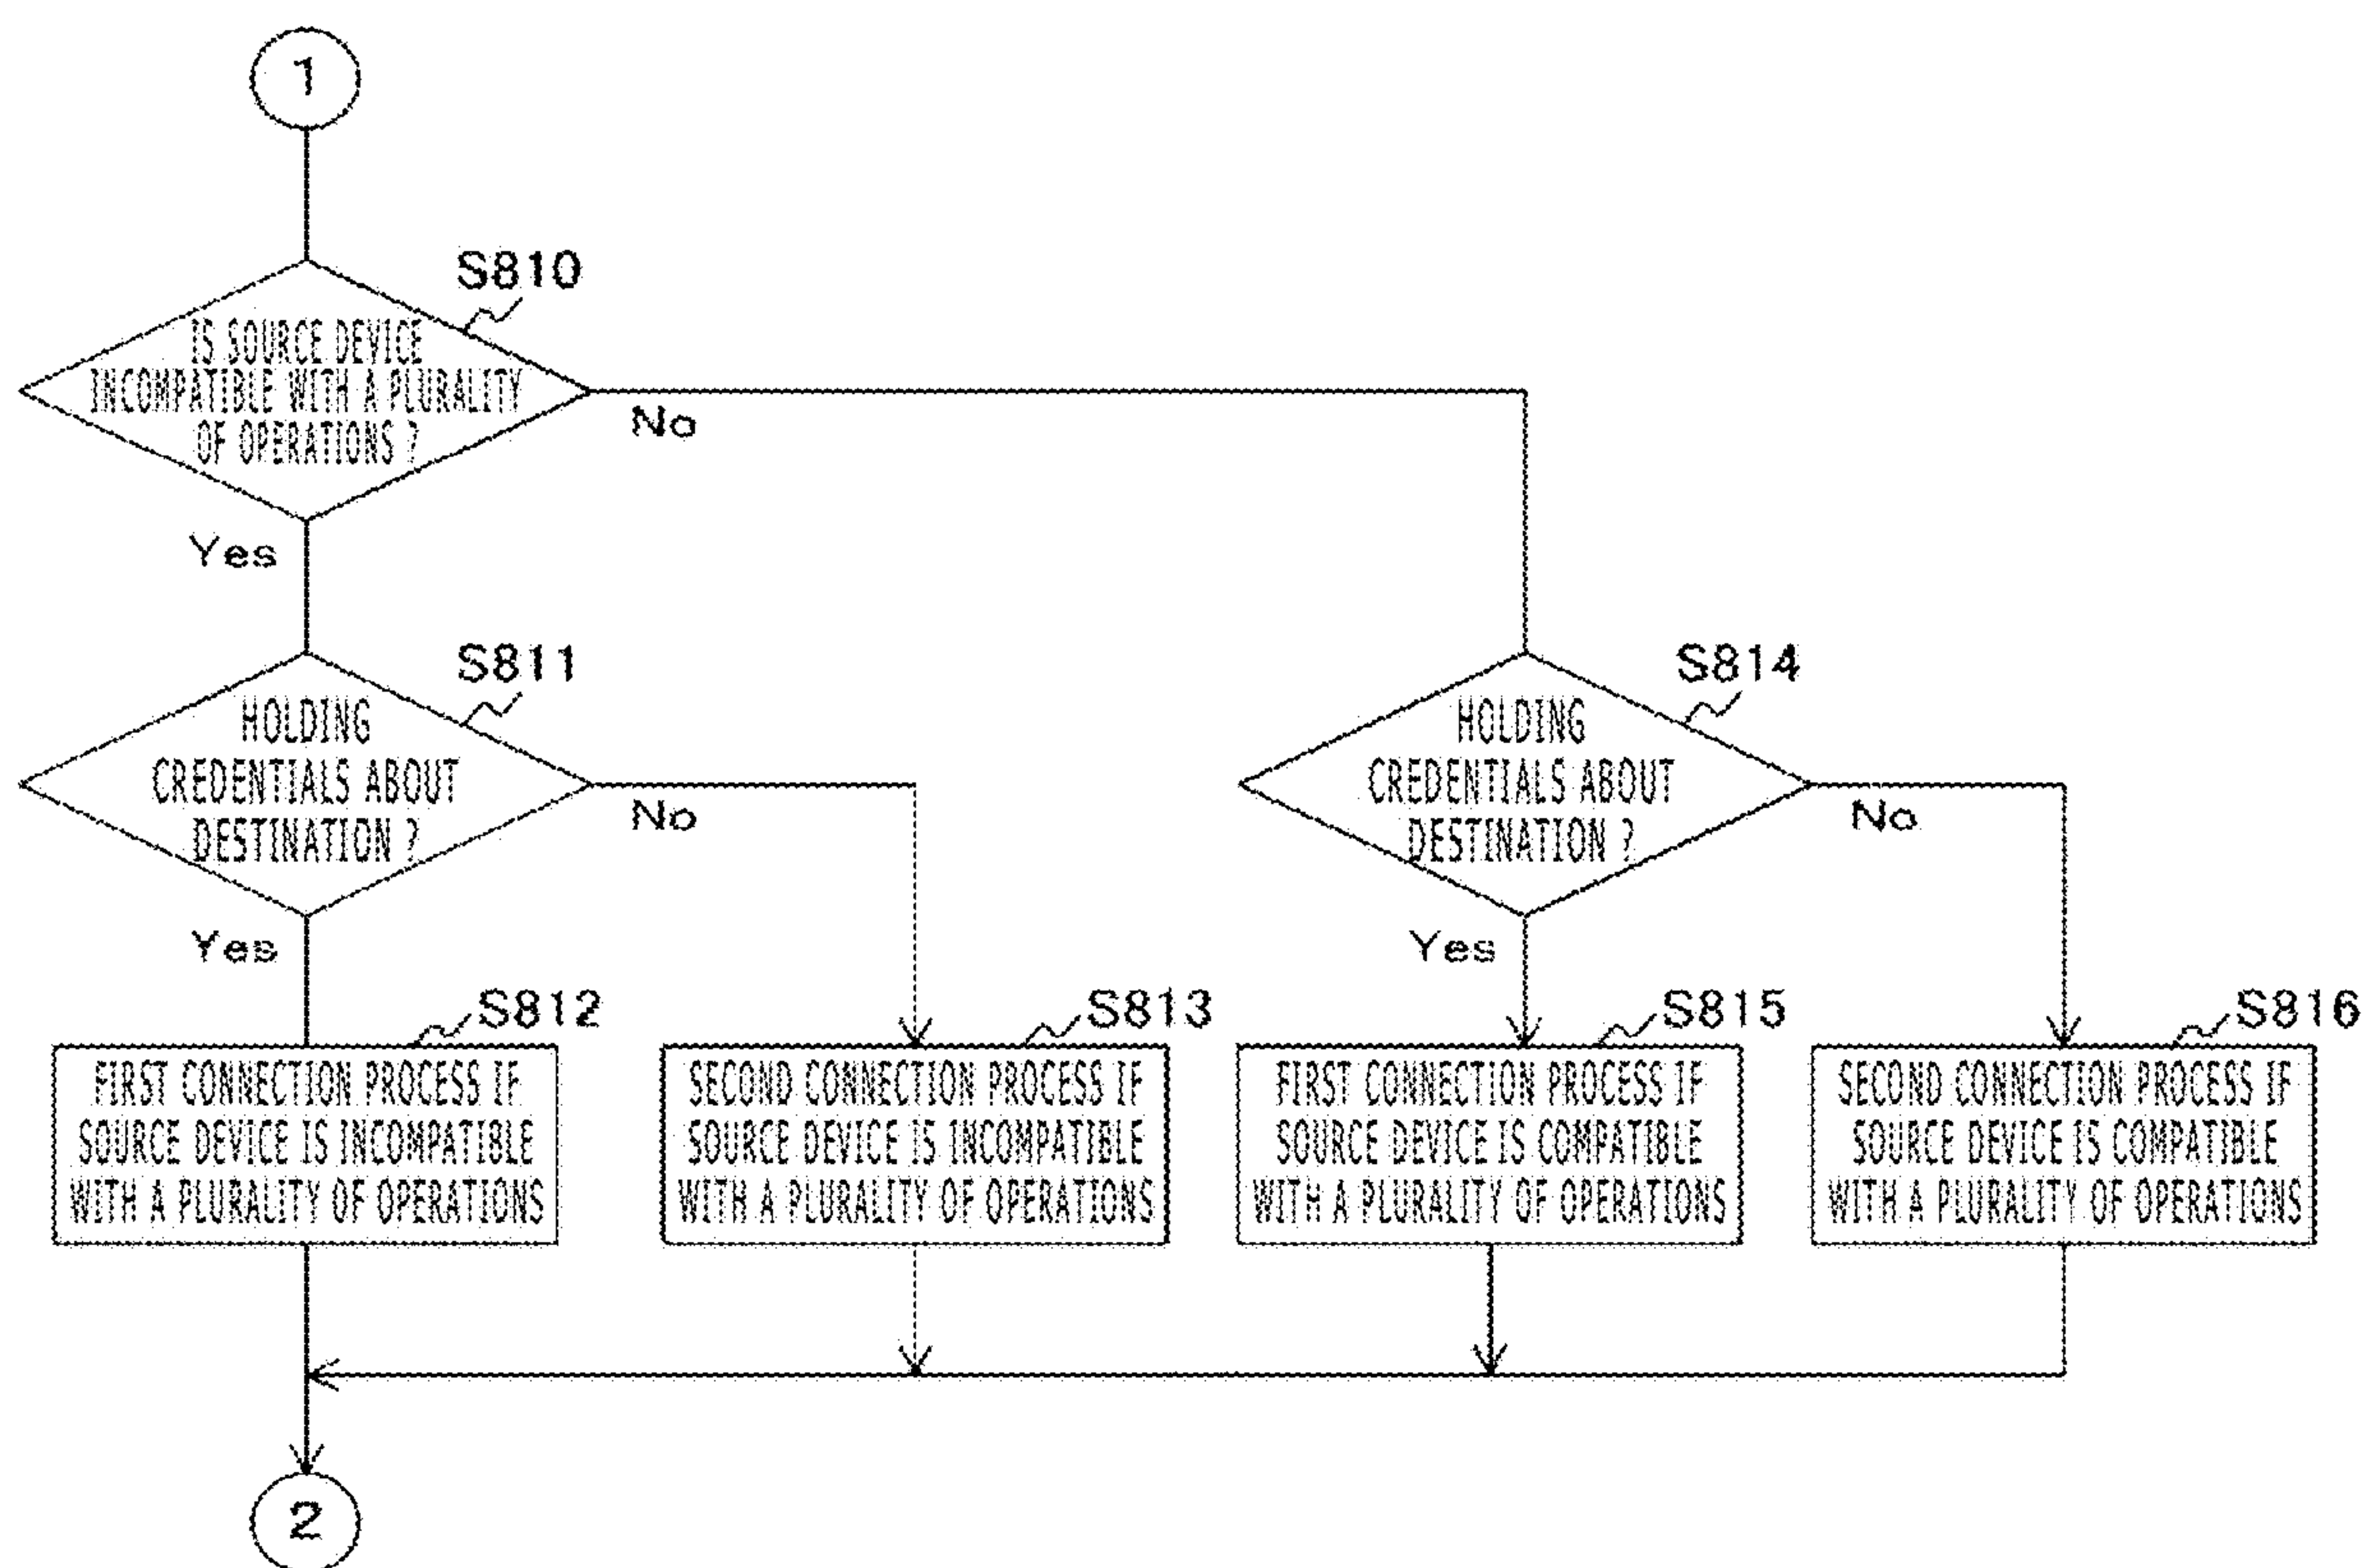 1
S810
IS SOURCE DEVICE
INCOMPATIBLE WITH A PLURALITY
OF OPERATIONS ?
No
Yes
S811
HOLDING
CREDENTIALS ABOUT
DESTINATION ?
No
Yes
S814
HOLDING
CREDENTIALS ABOUT
DESTINATION ?
No
Yes
S812
FIRST CONNECTION PROCESS IF
SOURCE DEVICE IS INCOMPATIBLE
WITH A PLURALITY OF OPERATIONS
S813
SECOND CONNECTION PROCESS IF
SOURCE DEVICE IS INCOMPATIBLE
WITH A PLURALITY OF OPERATIONS
S815
FIRST CONNECTION PROCESS IF
SOURCE DEVICE IS COMPATIBLE
WITH A PLURALITY OF OPERATIONS
S816
SECOND CONNECTION PROCESS IF
SOURCE DEVICE IS COMPATIBLE
WITH A PLURALITY OF OPERATIONS
2